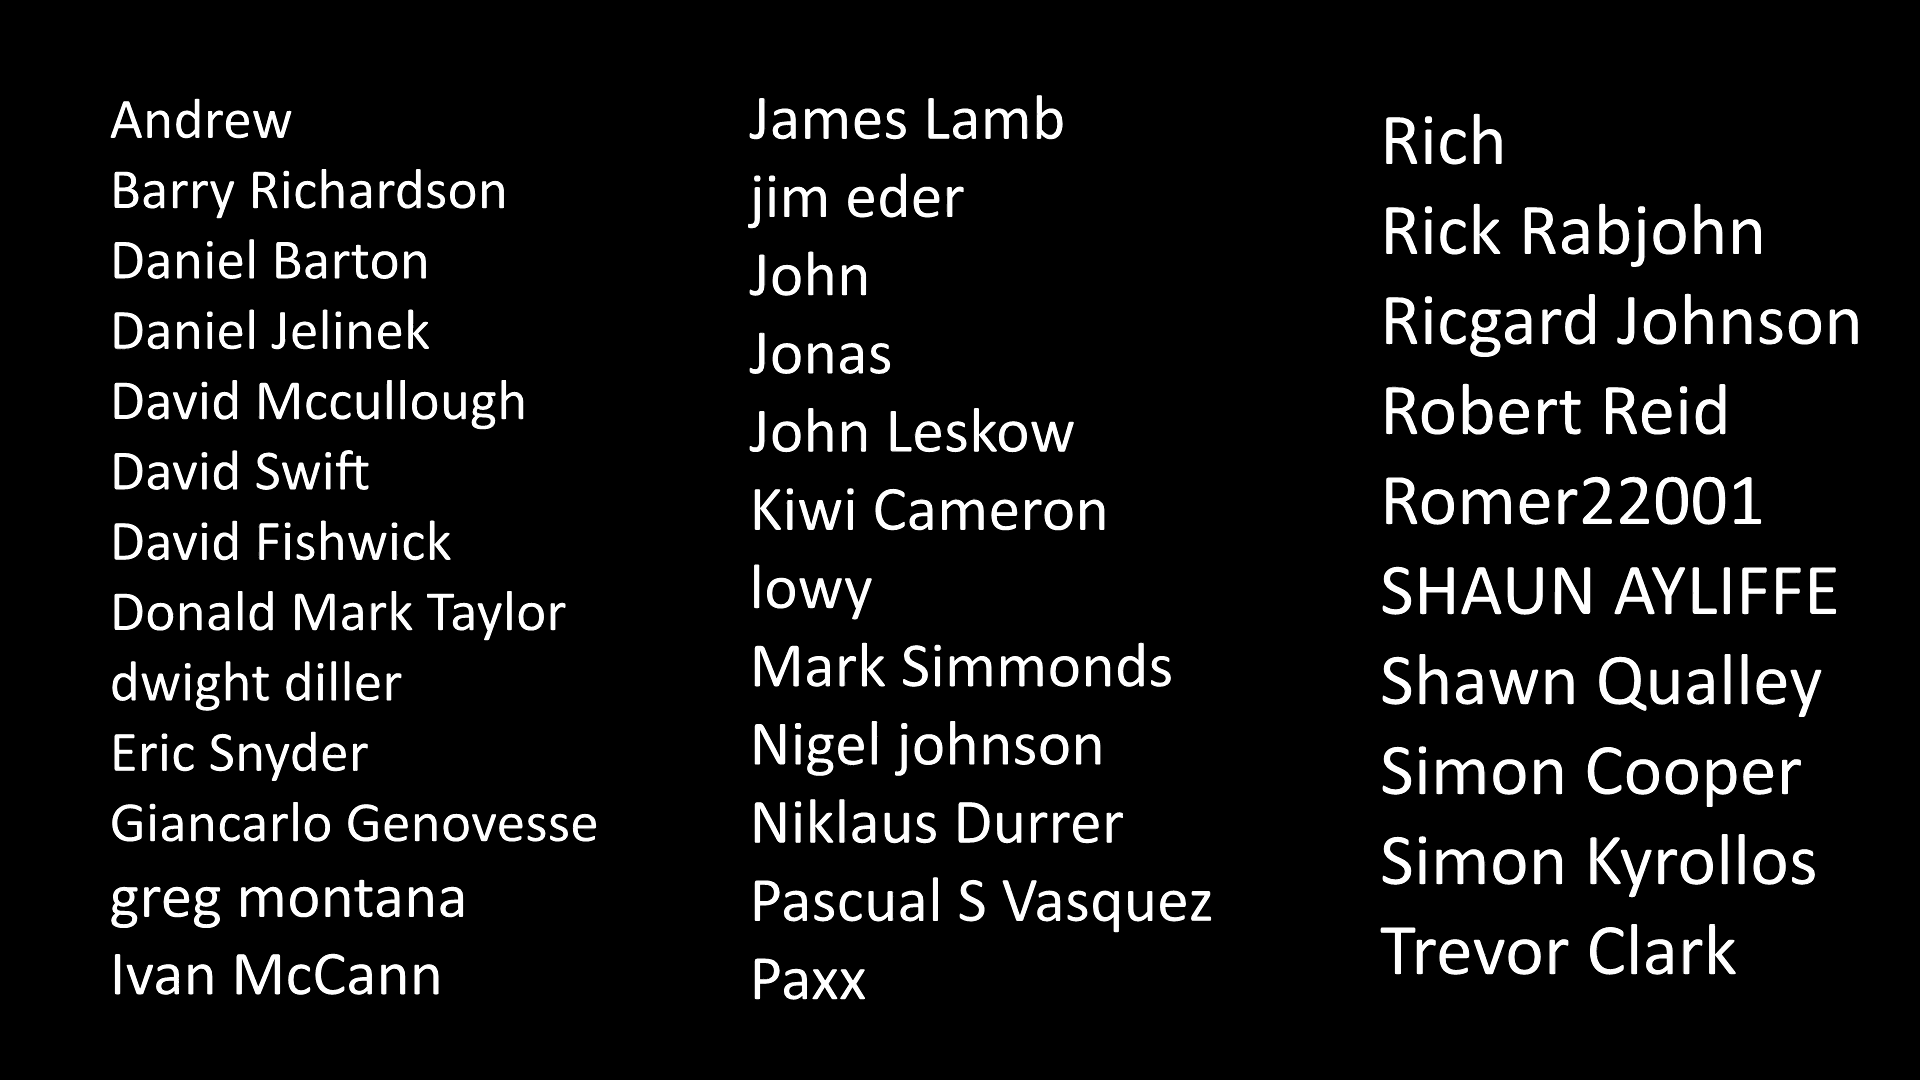 Andrew
Barry Richardson
Daniel Barton
Daniel Jelinek
David Mccullough
David Swift
David Fishwick
Donald Mark Taylor
dwight diller
Eric Snyder
Giancarlo Genovesse
greg montana
Ivan McCann
James Lamb
jim eder
John
Jonas
John Leskow
Kiwi Cameron
lowy
Mark Simmonds
Nigel johnson
Niklaus Durrer
Pascual S Vasquez
Paxx
Rich
Rick Rabjohn
Ricgard Johnson
Robert Reid
Romer22001
SHAUN AYLIFFE
Shawn Qualley
Simon Cooper
Simon Kyrollos
Trevor Clark